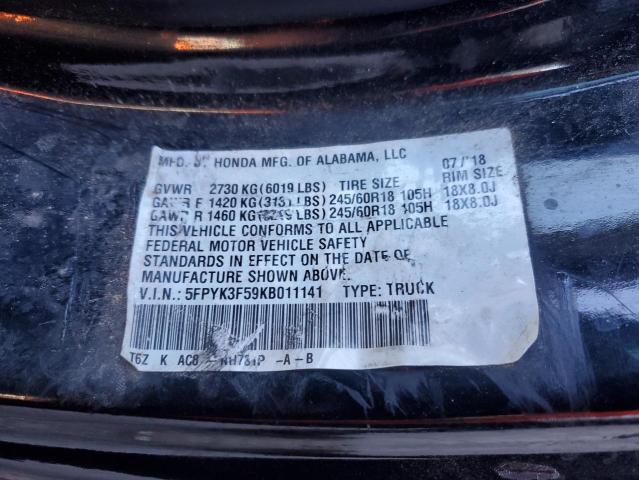 MFD. BY HONDA MFG. OF ALABAMA, LLC 07/18
GVWR 2730 KG(6019 LBS) TIRE SIZE RIM SIZE
GAWR F 1420 KG(3131 LBS) 245/60R18 105H 18X8.0J
GAWR R 1460 KG( LBS) 245/60R18 105H 18X8.0J
THIS VEHICLE CONFORMS TO ALL APPLICABLE
FEDERAL MOTOR VEHICLE SAFETY
STANDARDS IN EFFECT ON THE DATE OF
MANUFACTURE SHOWN ABOVE.
V.I.N.: 5FPYK3F59KB011141 TYPE: TRUCK
T6Z K AC8 - NH731P -A-B